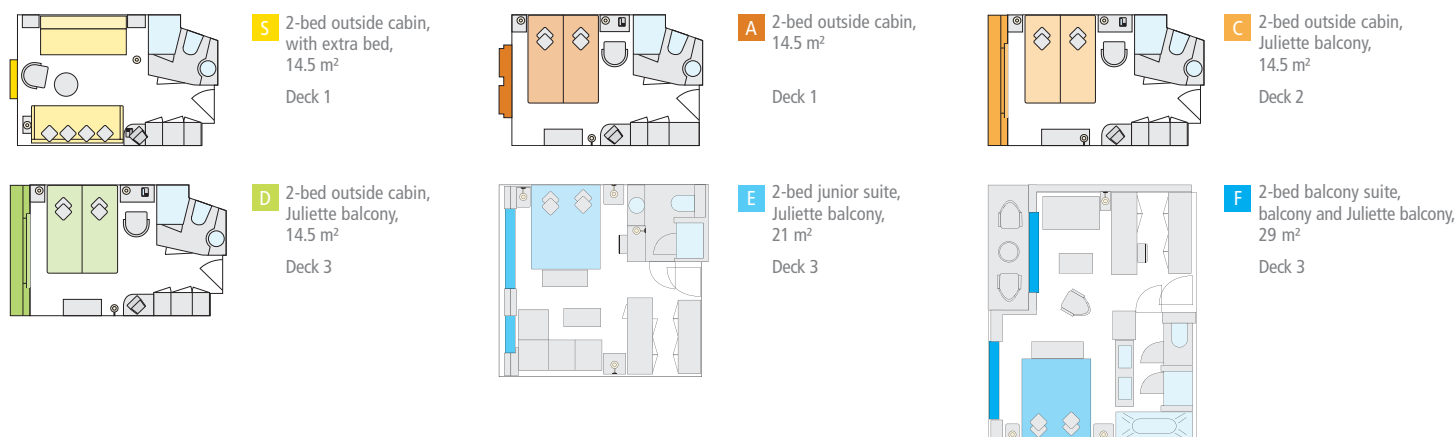 S
2-bed outside cabin,
with extra bed,
14.5 m²
Deck 1
A
2-bed outside cabin,
14.5 m²
Deck 1
C
2-bed outside cabin,
Juliette balcony,
14.5 m²
Deck 2
D
2-bed outside cabin,
Juliette balcony,
14.5 m²
Deck 3
E
2-bed junior suite,
Juliette balcony,
21 m²
Deck 3
F
2-bed balcony suite,
balcony and Juliette balcony,
29 m²
Deck 3